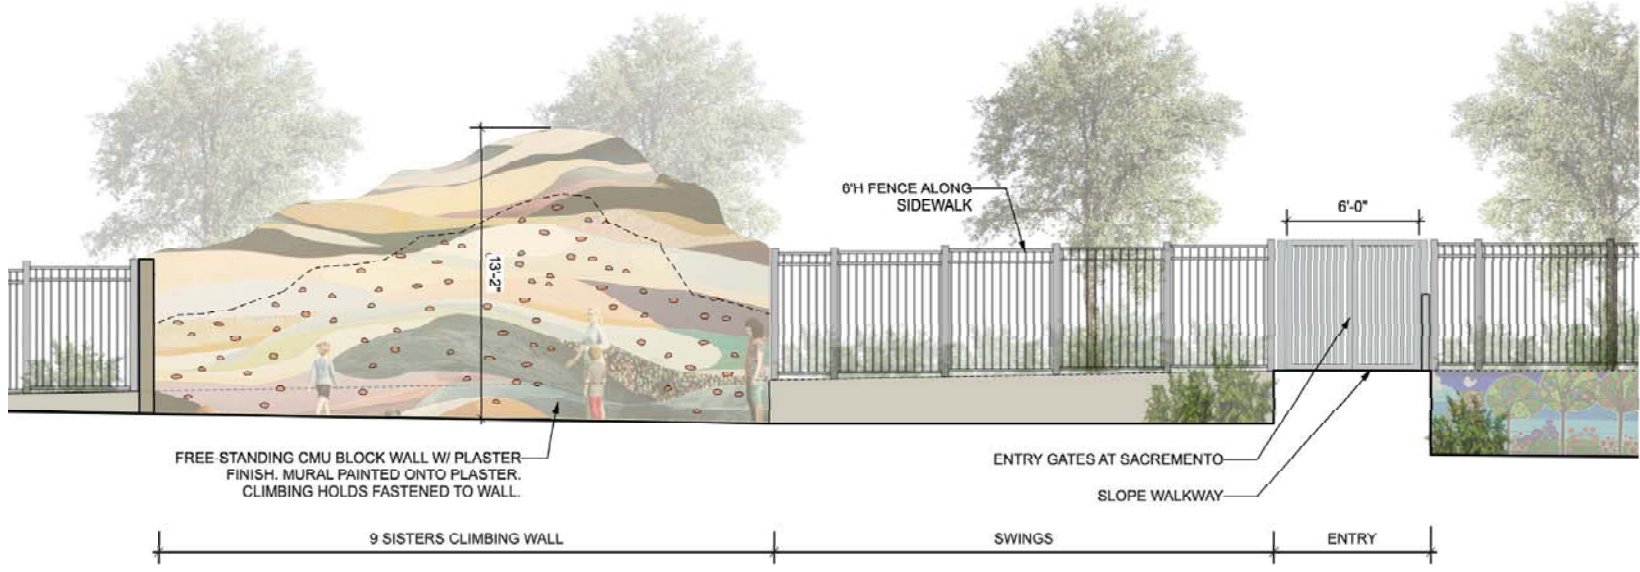 6'H FENCE ALONG
SIDEWALK
6'-0"
13'-2"
FREE STANDING CMU BLOCK WALL W/ PLASTER
FINISH. MURAL PAINTED ONTO PLASTER.
CLIMBING HOLDS FASTENED TO WALL.
ENTRY GATES AT SACREMENTO
SLOPE WALKWAY
9 SISTERS CLIMBING WALL
SWINGS
ENTRY